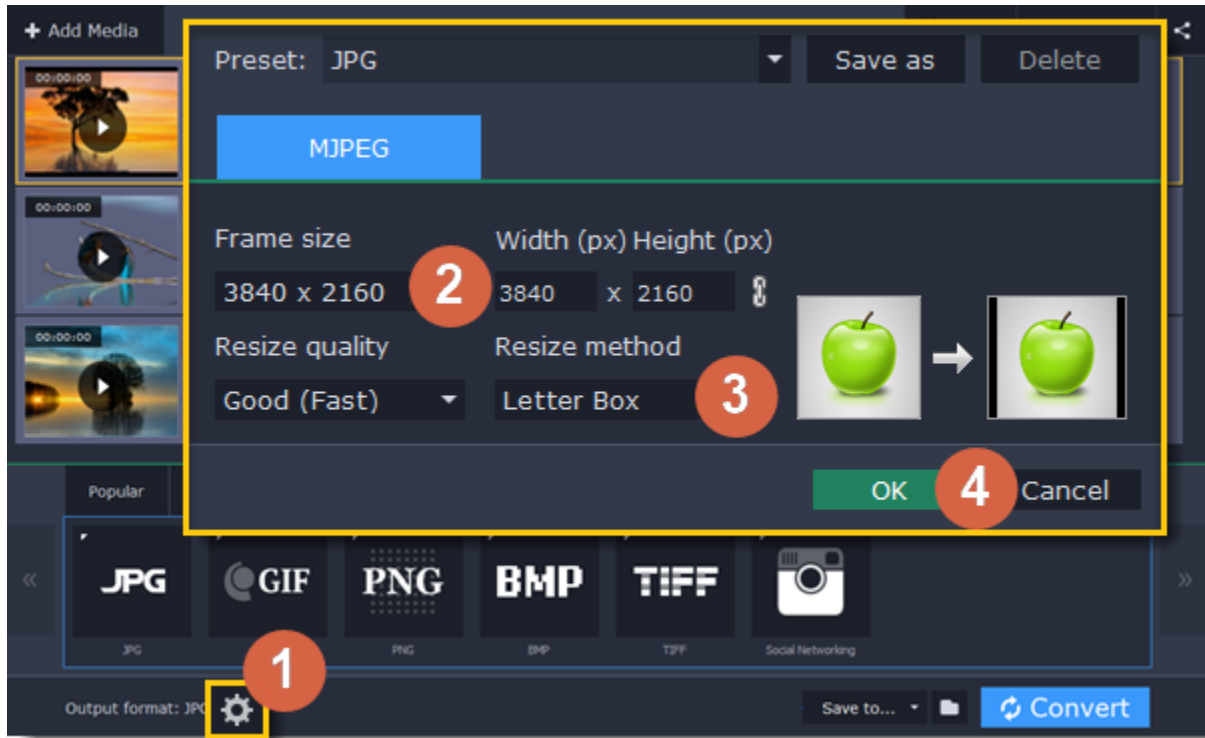 + Add Media
Preset: JPG Save as Delete
00:00:00
MJPEG
00:00:00
Frame size Width (px) Height (px)
3840 x 2160 2 3840 x 2160
00:00:00
Resize quality Resize method
Good (Fast) Letter Box 3
OK 4 Cancel
Popular
« JPG GIF PNG BMP TIFF »
JPG PNG BMP TIFF Social Networking
1
Output format: JPG Save to... Convert